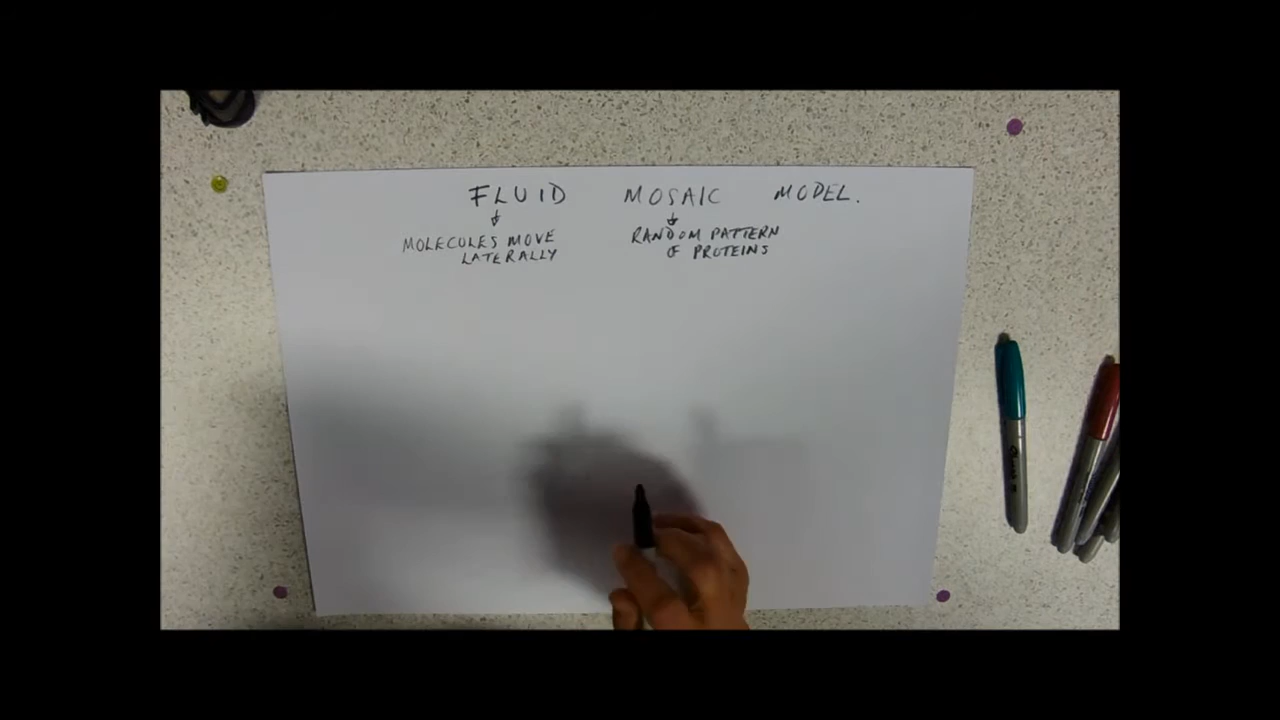 FLUID MOSAIC MODEL.
MOLECULES MOVE
LATERALLY
RANDOM PATTERN
OF PROTEINS